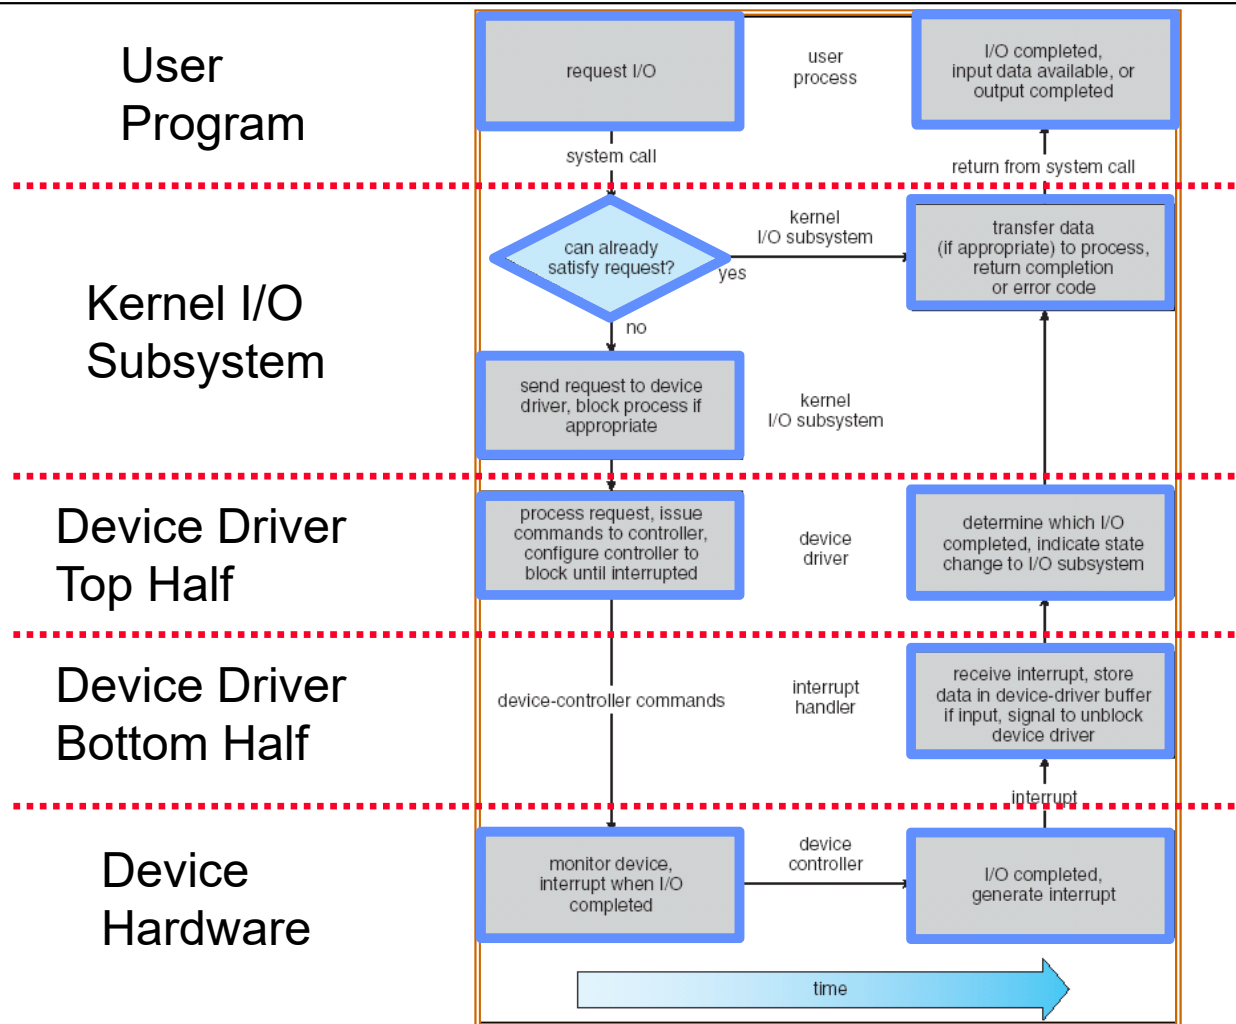 User
Program
request I/O
user
process
I/O completed,
input data available, or
output completed
system call
return from system call
Kernel I/O
Subsystem
can already
satisfy request?
kernel
I/O subsystem
yes
transfer data
(if appropriate) to process,
return completion
or error code
no
send request to device
driver, block process if
appropriate
kernel
I/O subsystem
Device Driver
Top Half
process request, issue
commands to controller,
configure controller to
block until interrupted
device
driver
determine which I/O
completed, indicate state
change to I/O subsystem
Device Driver
Bottom Half
device-controller commands
interrupt
handler
receive interrupt, store
data in device-driver buffer
if input, signal to unblock
device driver
interrupt
Device
Hardware
monitor device,
interrupt when I/O
completed
device
controller
I/O completed,
generate interrupt
time